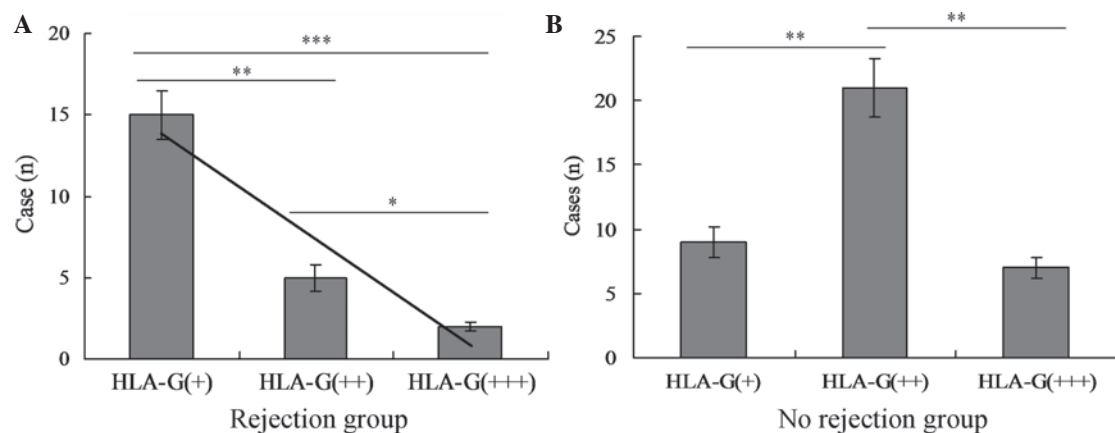 A
20
15
10
5
0
Case (n)
***
**
*
HLA-G(+) HLA-G(++) HLA-G(+++)
Rejection group
B
25
20
15
10
5
0
Cases (n)
** **
HLA-G(+) HLA-G(++) HLA-G(+++)
No rejection group